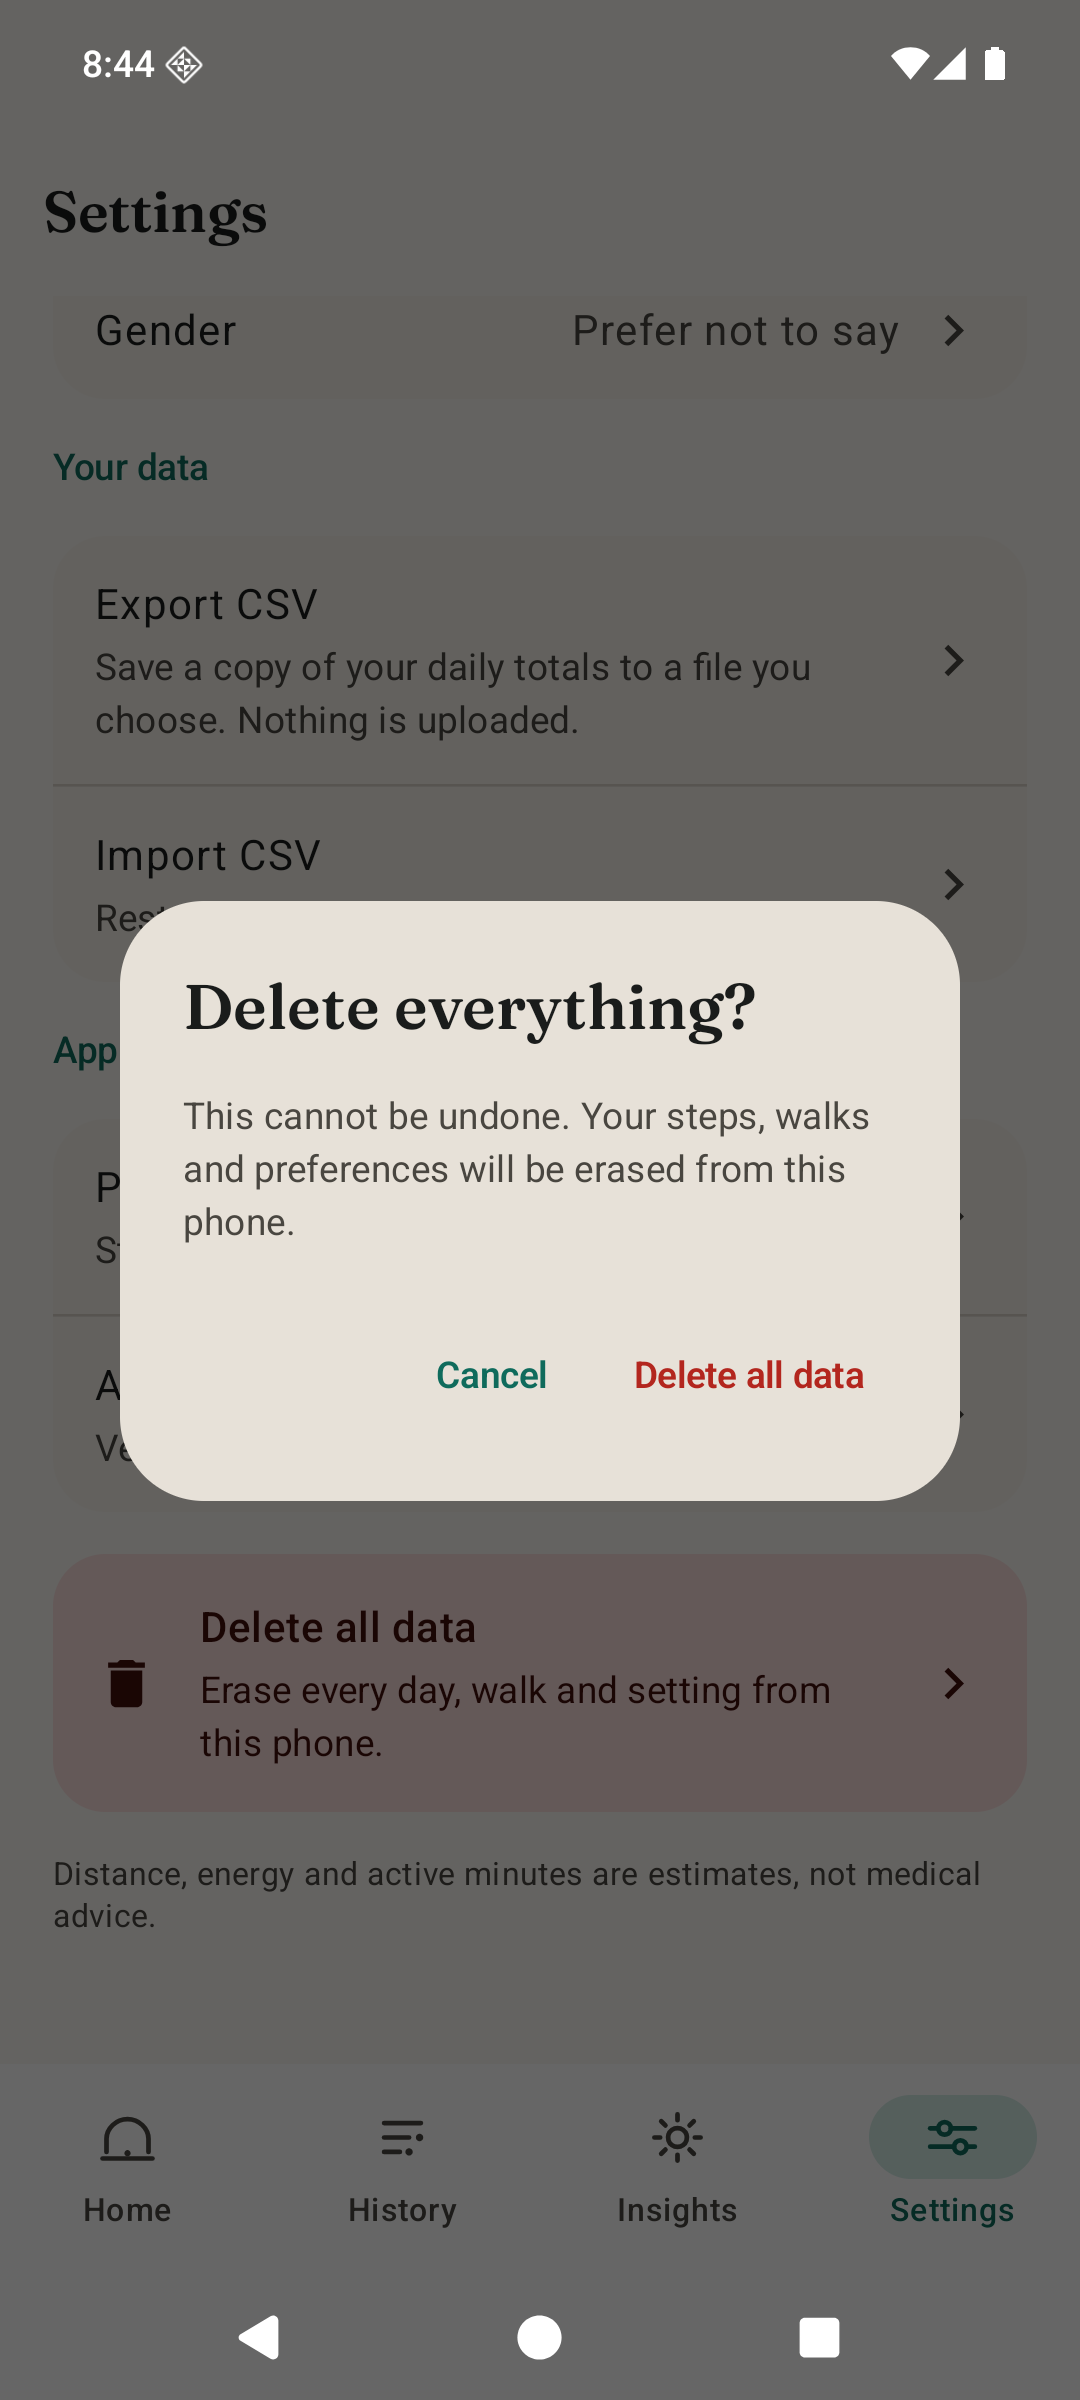 8:44
Settings
Gender
Prefer not to say
Your data
Export CSV
Save a copy of your daily totals to a file you
choose. Nothing is uploaded.
Import CSV
Delete everything?
This cannot be undone. Your steps, walks
and preferences will be erased from this
phone.
Cancel
Delete all data
Delete all data
Erase every day, walk and setting from
this phone.
Distance, energy and active minutes are estimates, not medical
advice.
Home
History
Insights
Settings